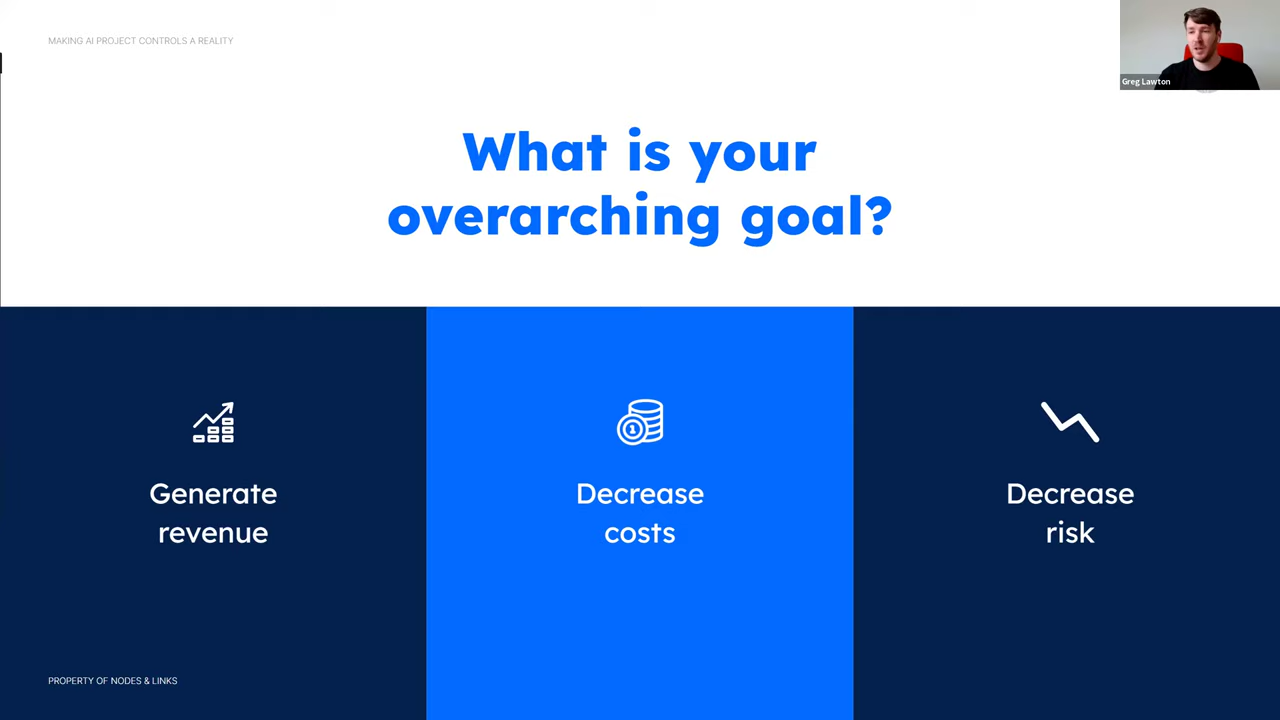 MAKING AI PROJECT CONTROLS A REALITY
Greg Lawton
What is your
overarching goal?
1
Generate
revenue
Decrease
costs
Decrease
risk
PROPERTY OF NODES & LINKS